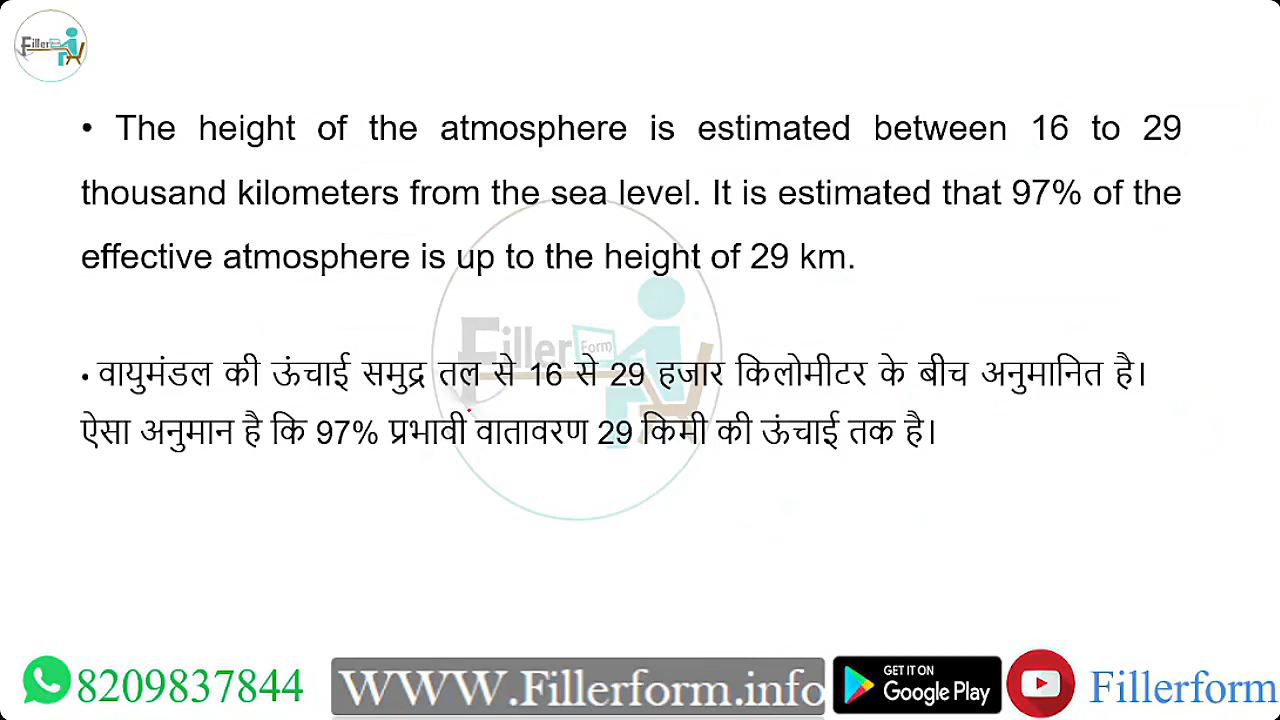 Filler
• The height of the atmosphere is estimated between 16 to 29
thousand kilometers from the sea level. It is estimated that 97% of the
effective atmosphere is up to the height of 29 km.
Filler Form
• वायुमंडल की ऊंचाई समुद्र तल से 16 से 29 हजार किलोमीटर के बीच अनुमानित है।
ऐसा अनुमान है कि 97% प्रभावी वातावरण 29 किमी की ऊंचाई तक है।
8209837844
WWW.Fillerform.info
GET IT ON
Google Play
Fillerform